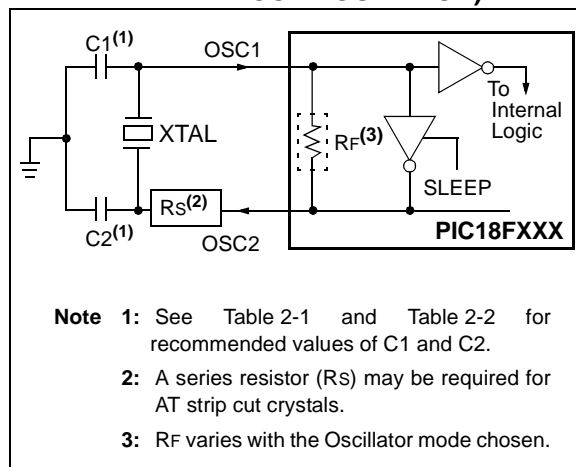 C1(1)
OSC1
To
Internal
Logic
XTAL
RF(3)
SLEEP
RS(2)
C2(1)
OSC2
PIC18FXXX
Note 1: See Table 2-1 and Table 2-2 for
recommended values of C1 and C2.
2: A series resistor (RS) may be required for
AT strip cut crystals.
3: RF varies with the Oscillator mode chosen.